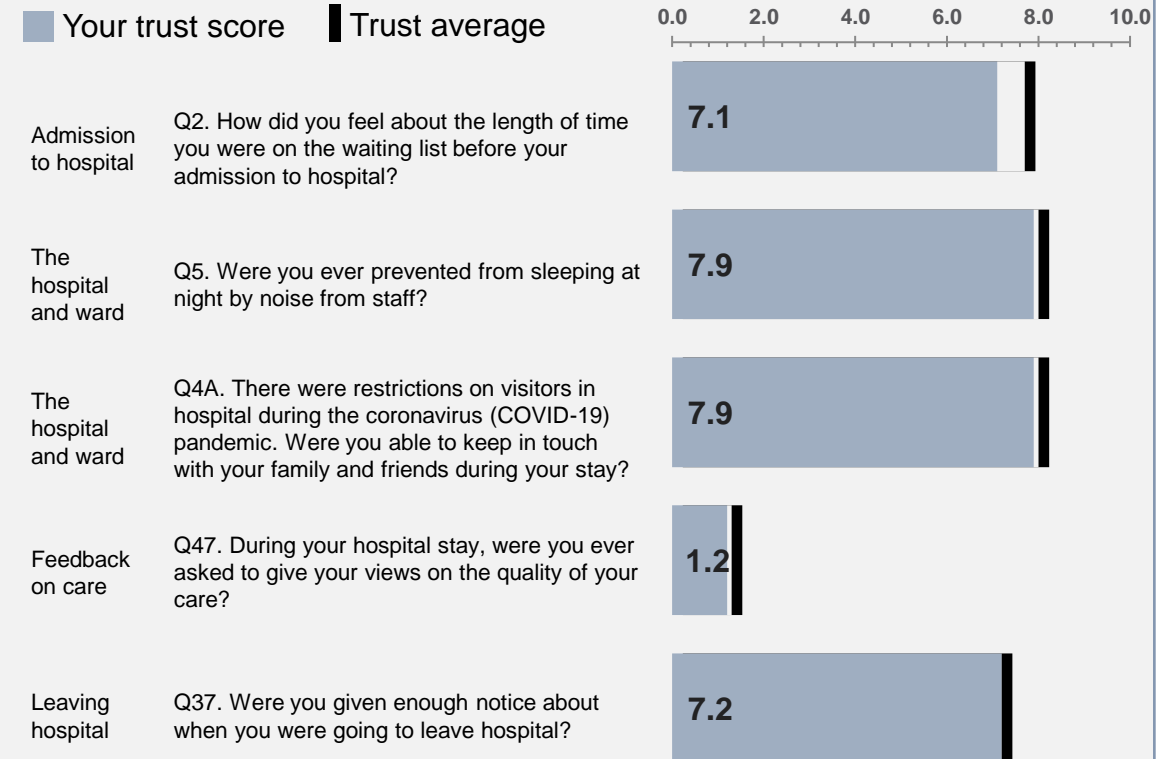 Your trust score
Trust average
0.0 2.0 4.0 6.0 8.0 10.0
Admission
to hospital
Q2. How did you feel about the length of time
you were on the waiting list before your
admission to hospital?
7.1
The
hospital
and ward
Q5. Were you ever prevented from sleeping at
night by noise from staff?
7.9
The
hospital
and ward
Q4A. There were restrictions on visitors in
hospital during the coronavirus (COVID-19)
pandemic. Were you able to keep in touch
with your family and friends during your stay?
7.9
Feedback
on care
Q47. During your hospital stay, were you ever
asked to give your views on the quality of your
care?
1.2
Leaving
hospital
Q37. Were you given enough notice about
when you were going to leave hospital?
7.2